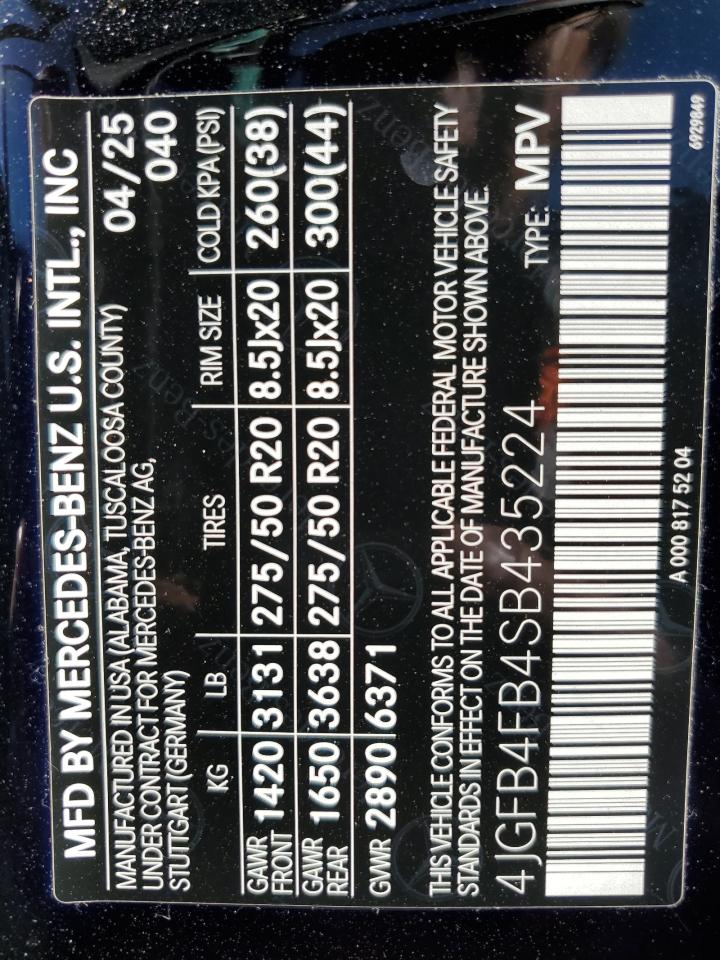 MFD BY MERCEDES-BENZ U.S. INTL., INC
MANUFACTURED IN USA (ALABAMA, TUSCALOOSA COUNTY) 04/25
UNDER CONTRACT FOR MERCEDES-BENZ AG, 040
STUTTGART (GERMANY)
KG LB TIRES RIM SIZE COLD KPA (PSI)
GAWR FRONT 1420 3131 275/50 R20 8.5Jx20 260(38)
GAWR REAR 1650 3638 275/50 R20 8.5Jx20 300(44)
GVWR 2890 6371
THIS VEHICLE CONFORMS TO ALL APPLICABLE FEDERAL MOTOR VEHICLE SAFETY
STANDARDS IN EFFECT ON THE DATE OF MANUFACTURE SHOWN ABOVE.
4JGFB4FB4SB435224 TYPE: MPV
A 000 817 52 04 6929849